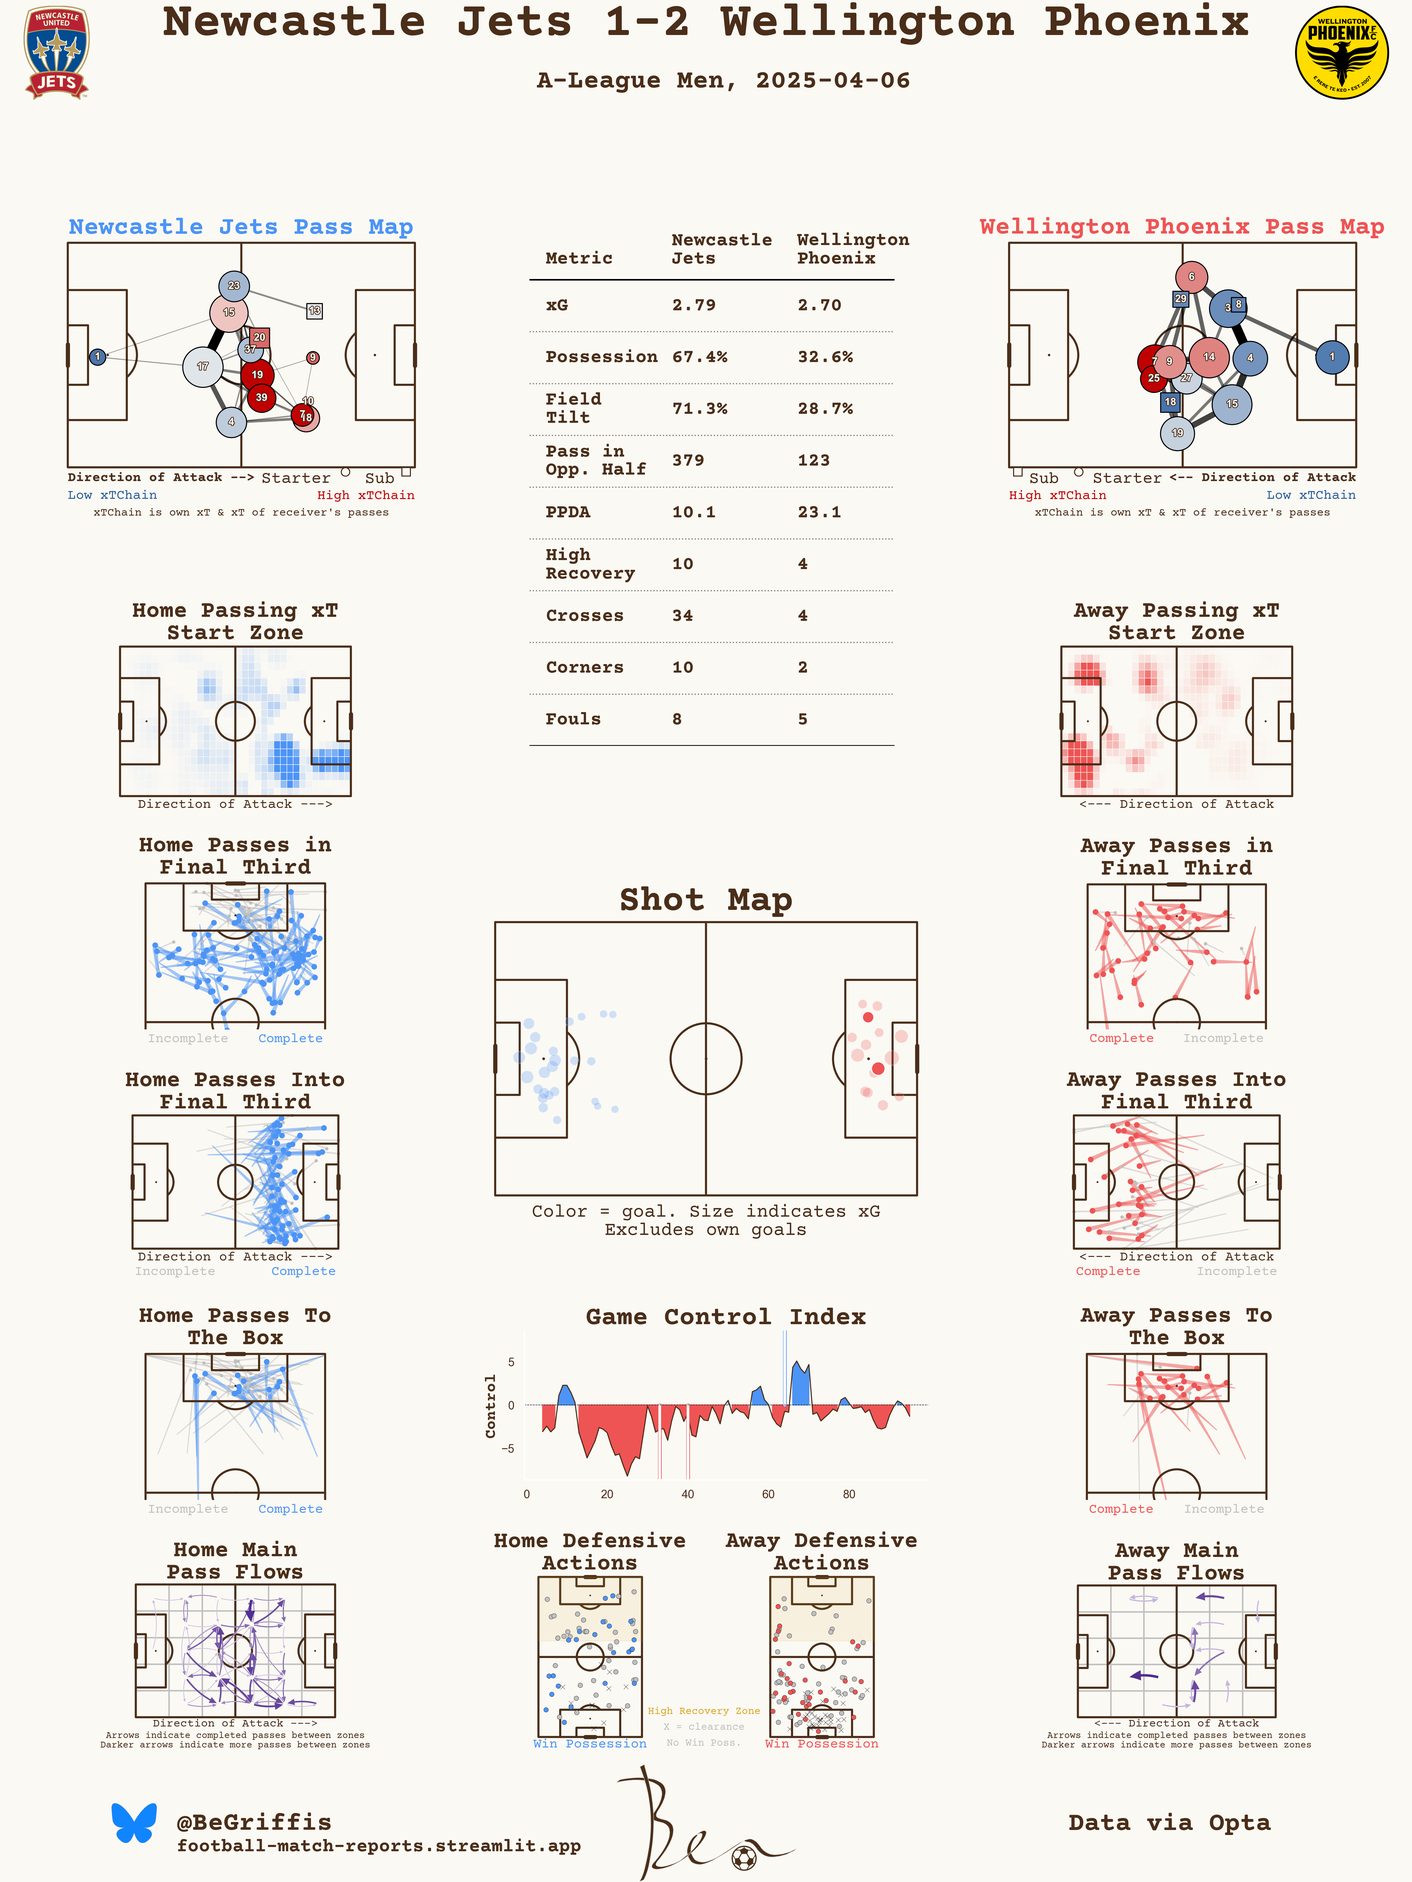 Newcastle Jets 1-2 Wellington Phoenix
A-League Men, 2025-04-06
NEWCASTLE
UNITED
JETS
WELLINGTON
PHOENIX FC
E RERE TE KEO • EST. 2007
Newcastle Jets Pass Map
23
15
13
20
37
17
1
9
19
39
10
7
18
4
Direction of Attack --> Starter Sub
Low xTChain High xTChain
xTChain is own xT & xT of receiver's passes
Metric Newcastle Jets Wellington Phoenix
xG 2.79 2.70
Possession 67.4% 32.6%
Field Tilt 71.3% 28.7%
Pass in Opp. Half 379 123
PPDA 10.1 23.1
High Recovery 10 4
Crosses 34 4
Corners 10 2
Fouls 8 5
Wellington Phoenix Pass Map
6
29
3
8
7
9
14
4
1
25
27
18
15
19
Sub Starter <-- Direction of Attack
High xTChain Low xTChain
xTChain is own xT & xT of receiver's passes
Home Passing xT
Start Zone
Direction of Attack --->
Away Passing xT
Start Zone
<--- Direction of Attack
Home Passes in
Final Third
Incomplete Complete
Away Passes in
Final Third
Complete Incomplete
Shot Map
Color = goal. Size indicates xG
Excludes own goals
Home Passes Into
Final Third
Direction of Attack --->
Incomplete Complete
Away Passes Into
Final Third
<--- Direction of Attack
Complete Incomplete
Home Passes To
The Box
Incomplete Complete
Game Control Index
Control
5
0
−5
0 20 40 60 80
Away Passes To
The Box
Complete Incomplete
Home Main
Pass Flows
Direction of Attack --->
Arrows indicate completed passes between zones
Darker arrows indicate more passes between zones
Home Defensive
Actions
Win Possession
High Recovery Zone
X = clearance
No Win Poss.
Away Defensive
Actions
Win Possession
Away Main
Pass Flows
<--- Direction of Attack
Arrows indicate completed passes between zones
Darker arrows indicate more passes between zones
@BeGriffis
football-match-reports.streamlit.app
Ben
Data via Opta